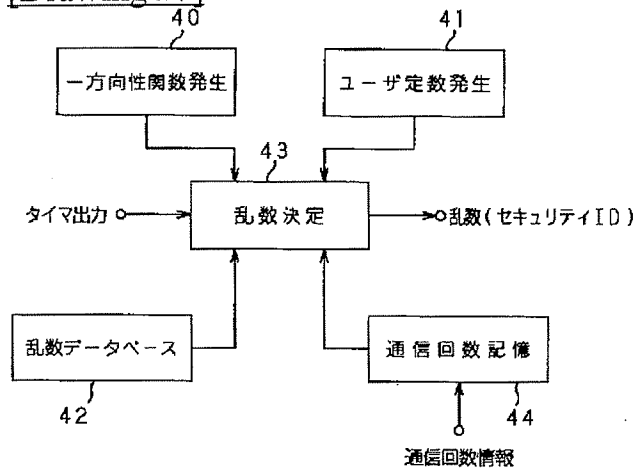 40
41
一方向性関数発生
ユーザ定数発生
43
タイマ出力
乱数決定
乱数(セキュリティID)
乱数データベース
通信回数記憶
42
44
通信回数情報